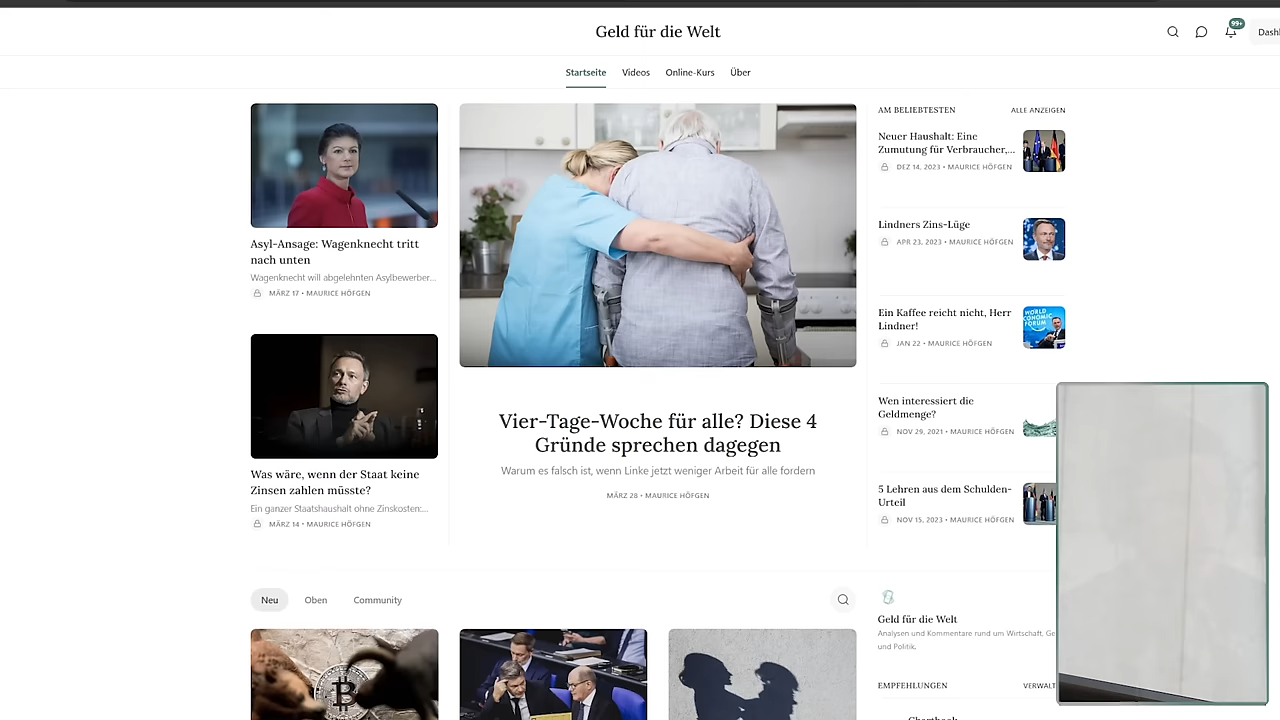 Geld für die Welt
99+
Startseite
Videos
Online-Kurs
Über
Asyl-Ansage: Wagenknecht tritt
nach unten
Wagenknecht will abgelehnten Asylbewerber...
MÄRZ 17 • MAURICE HÖFGEN
Was wäre, wenn der Staat keine
Zinsen zahlen müsste?
Ein ganzer Staatshaushalt ohne Zinskosten:...
MÄRZ 14 • MAURICE HÖFGEN
Vier-Tage-Woche für alle? Diese 4
Gründe sprechen dagegen
Warum es falsch ist, wenn Linke jetzt weniger Arbeit für alle fordern
MÄRZ 28 • MAURICE HÖFGEN
AM BELIEBTESTEN
ALLE ANZEIGEN
Neuer Haushalt: Eine
Zumutung für Verbraucher,...
DEZ 14, 2023 • MAURICE HÖFGEN
Lindners Zins-Lüge
APR 23, 2023 • MAURICE HÖFGEN
Ein Kaffee reicht nicht, Herr
Lindner!
JAN 22 • MAURICE HÖFGEN
WORLD
ECONOMIC
FORUM
Wen interessiert die
Geldmenge?
NOV 29, 2021 • MAURICE HÖFGEN
5 Lehren aus dem Schulden-
Urteil
NOV 15, 2023 • MAURICE HÖFGEN
Neu
Oben
Community
Geld für die Welt
Analysen und Kommentare rund um Wirtschaft, Ge
und Politik.
EMPFEHLUNGEN
VERWALT